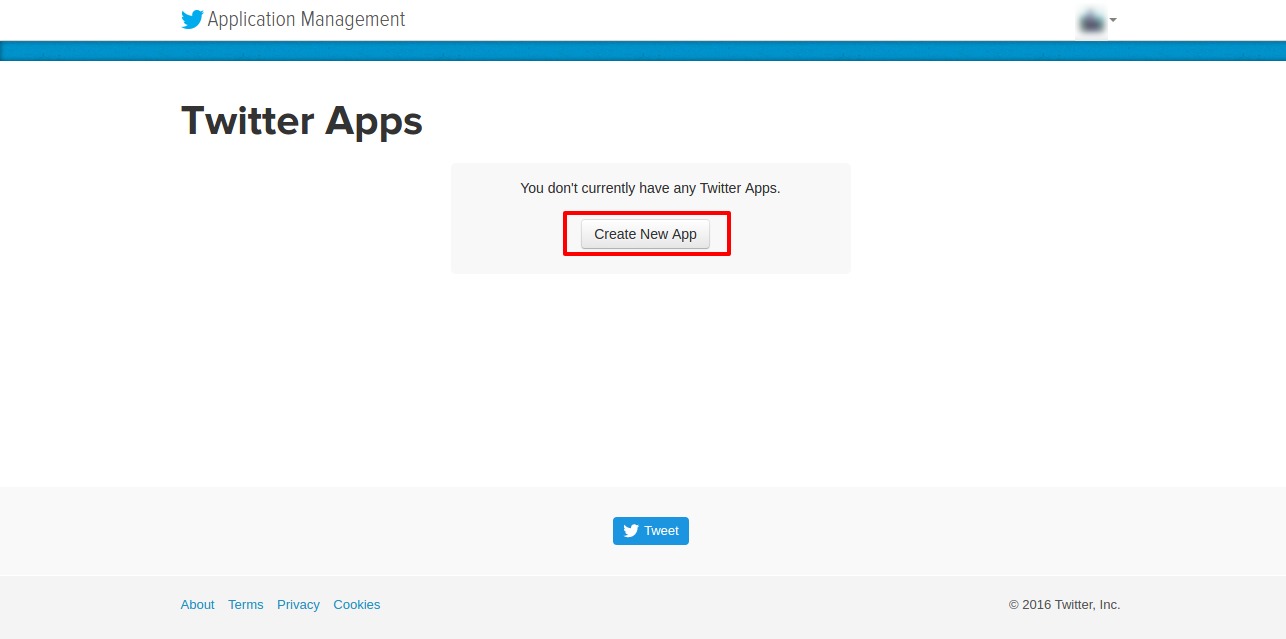 Application Management
Twitter Apps
You don't currently have any Twitter Apps.
Create New App
Tweet
About Terms Privacy Cookies © 2016 Twitter, Inc.